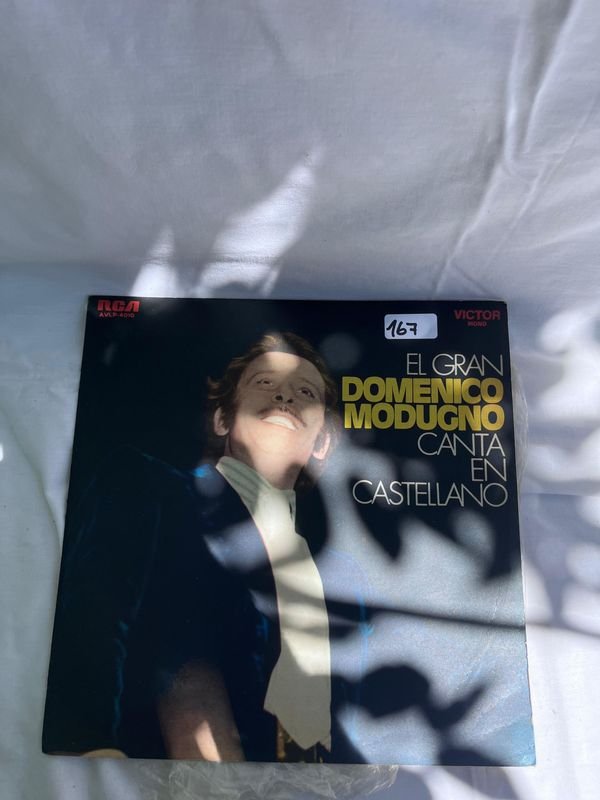 RCA
AVLP-4010
167
VICTOR
MONO
EL GRAN
DOMENICO
MODUGNO
CANTA
EN
CASTELLANO